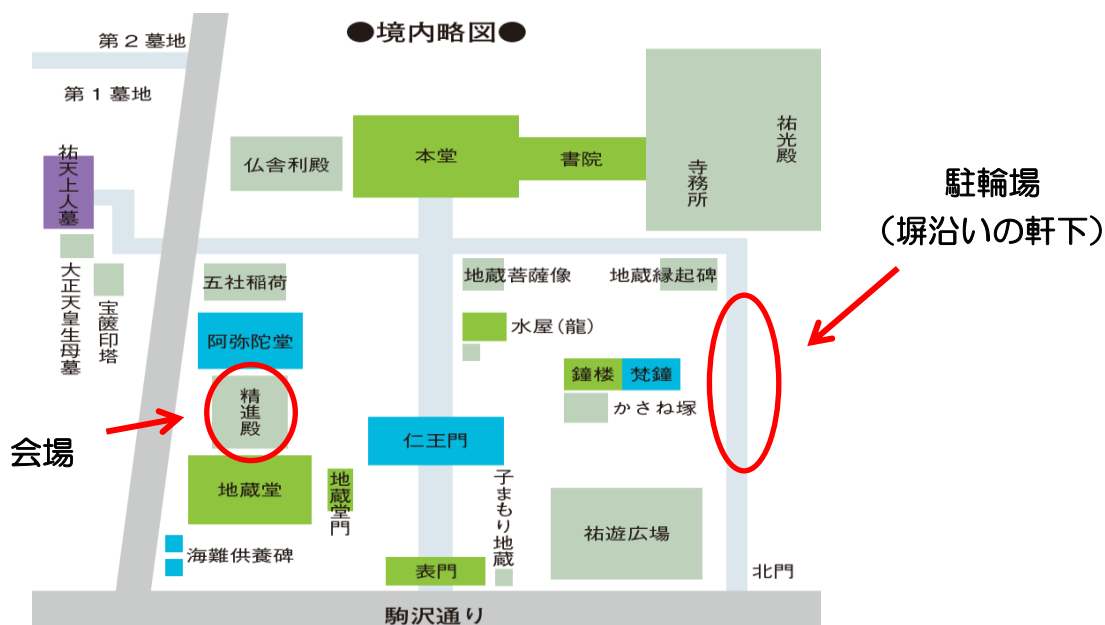 ●境内略図●
第2墓地
第1墓地
祐天上人墓
大正天皇生母墓
宝篋印塔
仏舎利殿
本堂
書院
寺務所
祐光殿
駐輪場
(塀沿いの軒下)
五社稲荷
地蔵菩薩像
地蔵縁起碑
阿弥陀堂
水屋(龍)
精進殿
鐘楼
梵鐘
かさね塚
会場
仁王門
地蔵堂
地蔵堂門
子まもり地蔵
祐遊広場
海難供養碑
表門
北門
駒沢通り